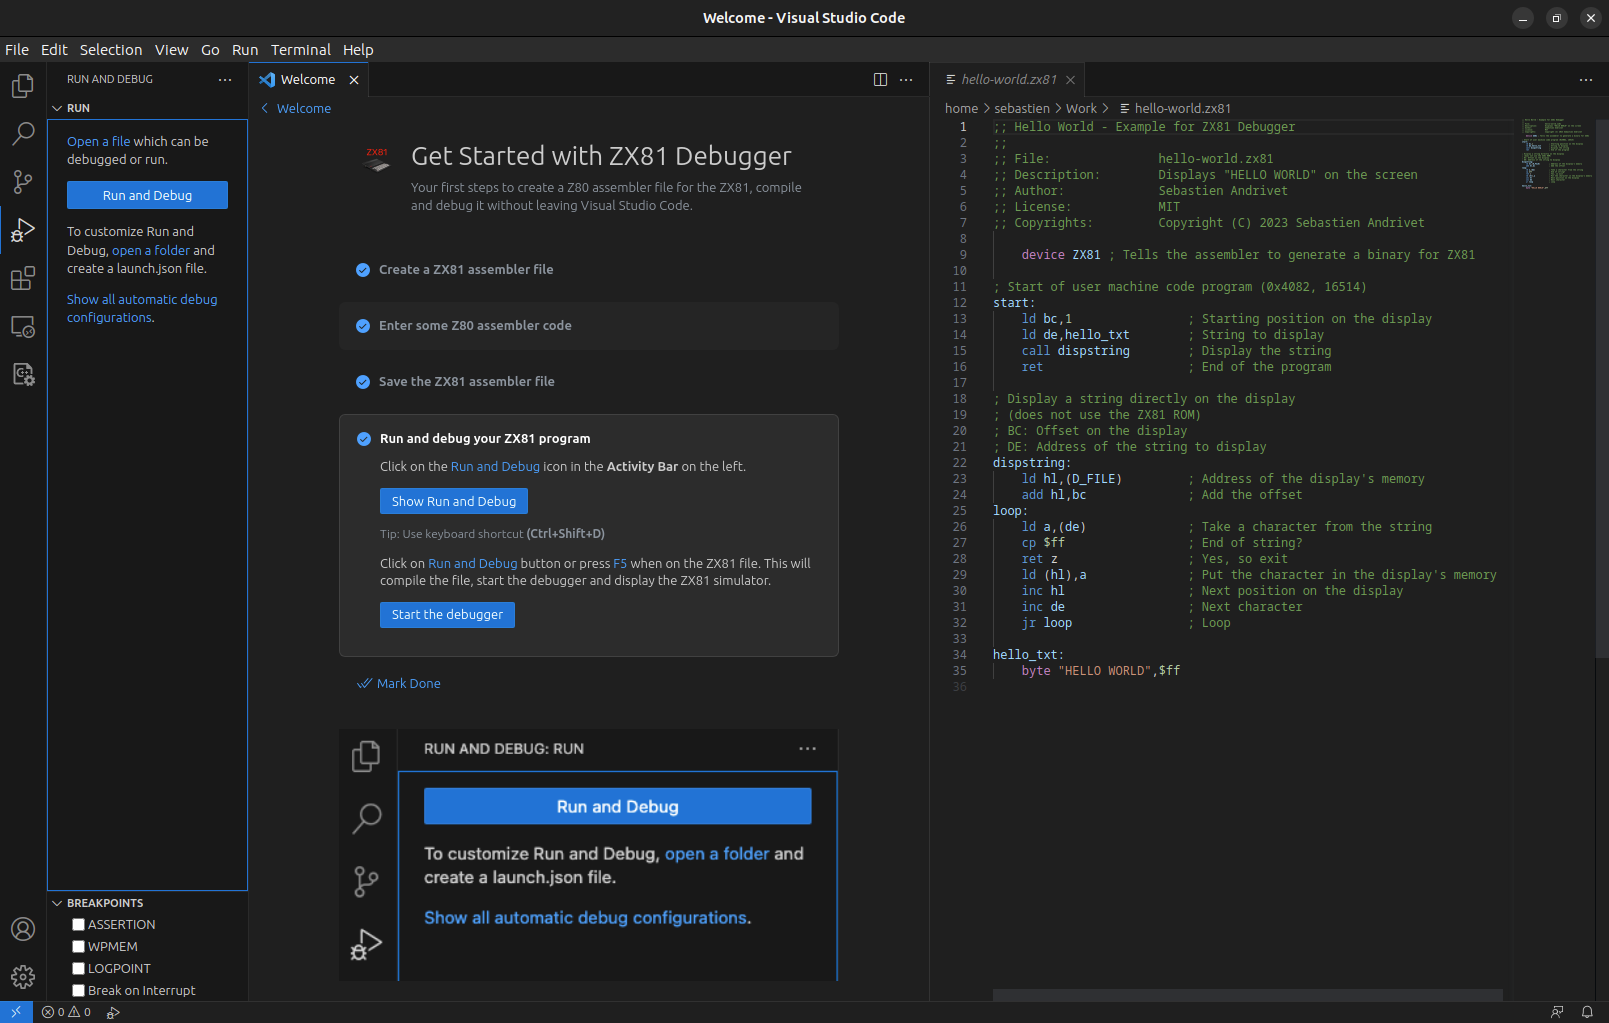 Welcome - Visual Studio Code
File Edit Selection View Go Run Terminal Help
RUN AND DEBUG
RUN
Open a file which can be
debugged or run.
Run and Debug
To customize Run and
Debug, open a folder and
create a launch.json file.
Show all automatic debug
configurations.
BREAKPOINTS
ASSERTION
WPMEM
LOGPOINT
Break on Interrupt
Welcome
Welcome
ZX81
Get Started with ZX81 Debugger
Your first steps to create a Z80 assembler file for the ZX81, compile
and debug it without leaving Visual Studio Code.
Create a ZX81 assembler file
Enter some Z80 assembler code
Save the ZX81 assembler file
Run and debug your ZX81 program
Click on the Run and Debug icon in the Activity Bar on the left.
Show Run and Debug
Tip: Use keyboard shortcut (Ctrl+Shift+D)
Click on Run and Debug button or press F5 when on the ZX81 file. This will
compile the file, start the debugger and display the ZX81 simulator.
Start the debugger
Mark Done
RUN AND DEBUG: RUN
Run and Debug
To customize Run and Debug, open a folder and
create a launch.json file.
Show all automatic debug configurations.
hello-world.zx81
home > sebastien > Work > hello-world.zx81
1 ;; Hello World - Example for ZX81 Debugger
2 ;;
3 ;; File: hello-world.zx81
4 ;; Description: Displays "HELLO WORLD" on the screen
5 ;; Author: Sebastien Andrivet
6 ;; License: MIT
7 ;; Copyrights: Copyright (C) 2023 Sebastien Andrivet
8
9 device ZX81 ; Tells the assembler to generate a binary for ZX81
10
11 ; Start of user machine code program (0x4082, 16514)
12 start:
13 ld bc,1 ; Starting position on the display
14 ld de,hello_txt ; String to display
15 call dispstring ; Display the string
16 ret ; End of the program
17
18 ; Display a string directly on the display
19 ; (does not use the ZX81 ROM)
20 ; BC: Offset on the display
21 ; DE: Address of the string to display
22 dispstring:
23 ld hl,(D_FILE) ; Address of the display's memory
24 add hl,bc ; Add the offset
25 loop:
26 ld a,(de) ; Take a character from the string
27 cp $ff ; End of string?
28 ret z ; Yes, so exit
29 ld (hl),a ; Put the character in the display's memory
30 inc hl ; Next position on the display
31 inc de ; Next character
32 jr loop ; Loop
33
34 hello_txt:
35 byte "HELLO WORLD",$ff
36
0 0